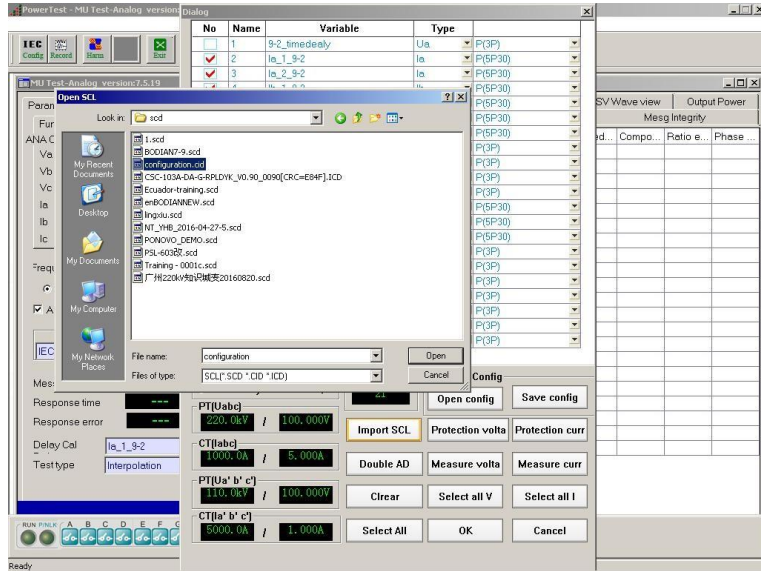 PowerTest - MU Test-Analog version:
Dialog
No Name Variable Type
1 9-2_timedealy Ua P(3P)
2 Ia_1_9-2 Ia P(5P30)
3 Ia_2_9-2 Ia P(5P30)
P(5P30)
P(5P30)
P(5P30)
P(5P30)
P(3P)
P(3P)
P(3P)
P(3P)
P(5P30)
P(5P30)
P(5P30)
P(3P)
P(3P)
P(3P)
P(3P)
P(3P)
P(3P)
P(3P)
IEC
Config Record Harm Exit
MU Test-Analog version:7.5.19
SV Wave view Output Power
Mesg Integrity
Compo... Ratio e... Phase
Va
Vb
Vc
Ia
Ib
Ic
IEC
Open SCL
Look in: scd
My Recent Documents
Desktop
My Documents
My Computer
My Network Places
1.scd
BODIAN7-9.scd
configuration.cid
CSC-103A-DA-G-RPLDYK_V0.90_0090[CRC=E84F].ICD
Ecuador-training.scd
enBODIANNEW.scd
lingxiu.scd
NT_YHB_2016-04-27-5.scd
PONOVO_DEMO.scd
PSL-603改.scd
Training - 0001c.scd
广州220kV知识城变20160820.scd
File name: configuration Open
Files of type: SCL(*.SCD *.CID *.ICD) Cancel
Response time ---
Response error ---
Delay Cal Ia_1_9-2
Test type Interpolation
21
Config
Open config Save config
PT(Uabc)
220.0kV / 100.000V
Import SCL Protection volta Protection curr
CT(Iabc)
1000.0A / 5.000A
Double AD Measure volta Measure curr
PT(Ua' b' c')
110.0kV / 100.000V
Clrear Select all V Select all I
CT(Ia' b' c')
5000.0A / 1.000A
Select All OK Cancel
RUN P/NLK A B C D E F
Ready